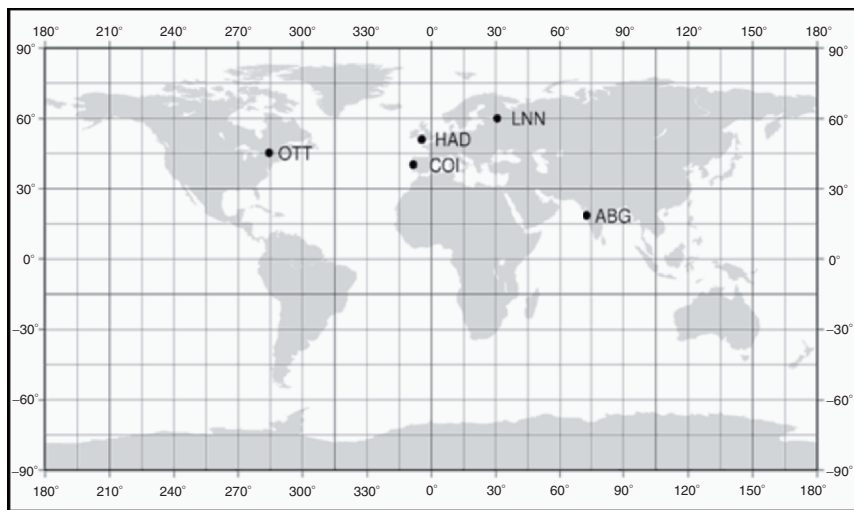 180° 210° 240° 270° 300° 330° 0° 30° 60° 90° 120° 150° 180°
90° 90°
60° LNN 60°
HAD
OTT COI
30° 30°
ABG
0° 0°
–30° –30°
–60° –60°
–90° –90°
180° 210° 240° 270° 300° 330° 0° 30° 60° 90° 120° 150° 180°